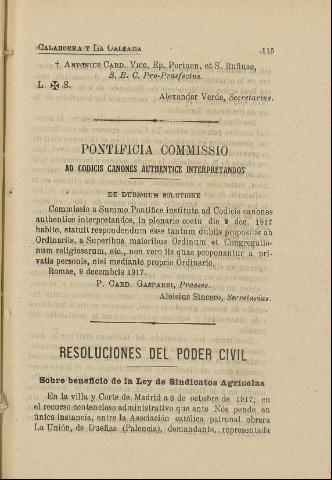 CALAHORRA Y LA CALZADA 115
† ANTONIUS CARD. VICO, Ep. Portuen. et S. Rufinae,
S. R. C. Pro-Praefectus.
L. ✠ S.
Alexander Verde, Secretarius.
PONTIFICIA COMMISSIO
AD CODICIS CANONES AUTHENTICE INTERPRETANDOS
DE DUBIORUM SOLUTIONE
Commissio a Summo Pontifice instituta ad Codicis canones
authentice interpretandos, in plenario coetu die 9 dec. 1917
habito, statuit respondendum esse tantum dubiis propositis ab
Ordinariis, a Superibus maioribus Ordinum et Congregatio-
num religiosarum, etc., non vero iis quae proponantur a pri-
vatis personis, nisi mediante proprio Ordinario.
Romae, 9 decembris 1917.
P. CARD. GASPARRI, Praeses.
Aloisius Sincero, Secretarius.
RESOLUCIONES DEL PODER CIVIL
Sobre beneficio de la Ley de Sindicatos Agrícolas
En la villa y Corte de Madrid a 8 de octubre de 1917; en
el recurso contencioso administrativo que ante Nós pende en
única instancia, entre la Asociación católica patronal obrera
La Unión, de Dueñas (Palencia), demandante, representada